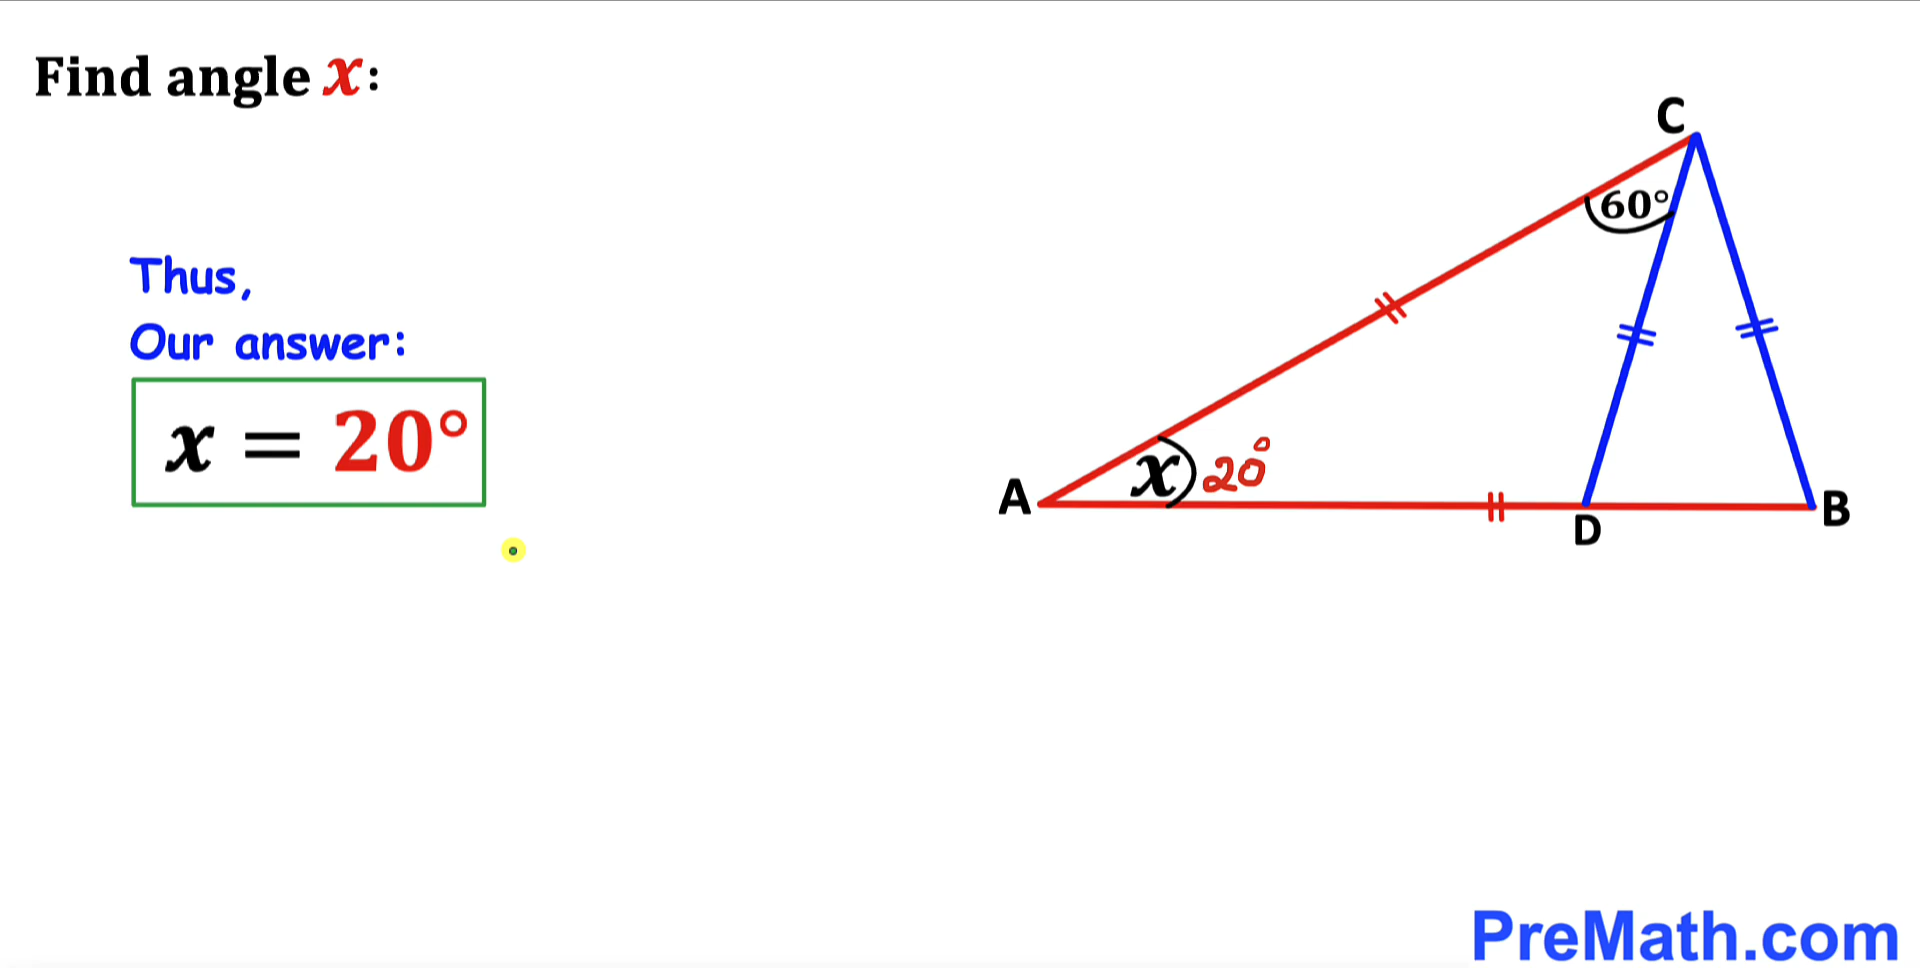 Find angle x:
C
60°
Thus,
Our answer:
x = 20°
A
x
20°
D
B
PreMath.com